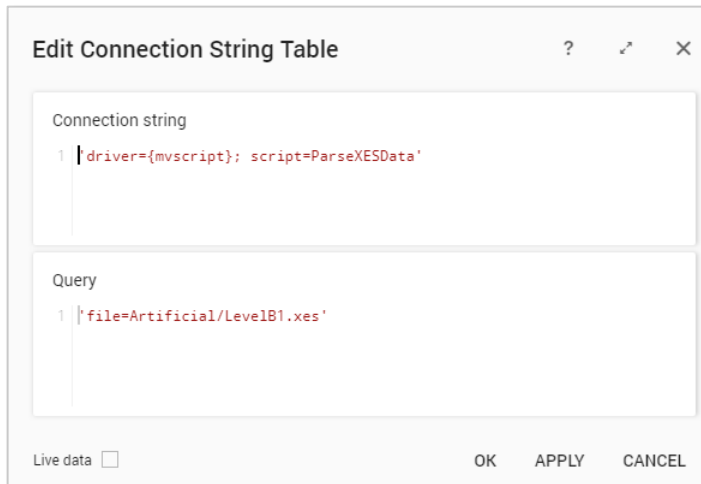 Edit Connection String Table ?
Connection string
1 'driver={mvscript}; script=ParseXESData'
Query
1 'file=Artificial/LevelB1.xes'
Live data OK APPLY CANCEL